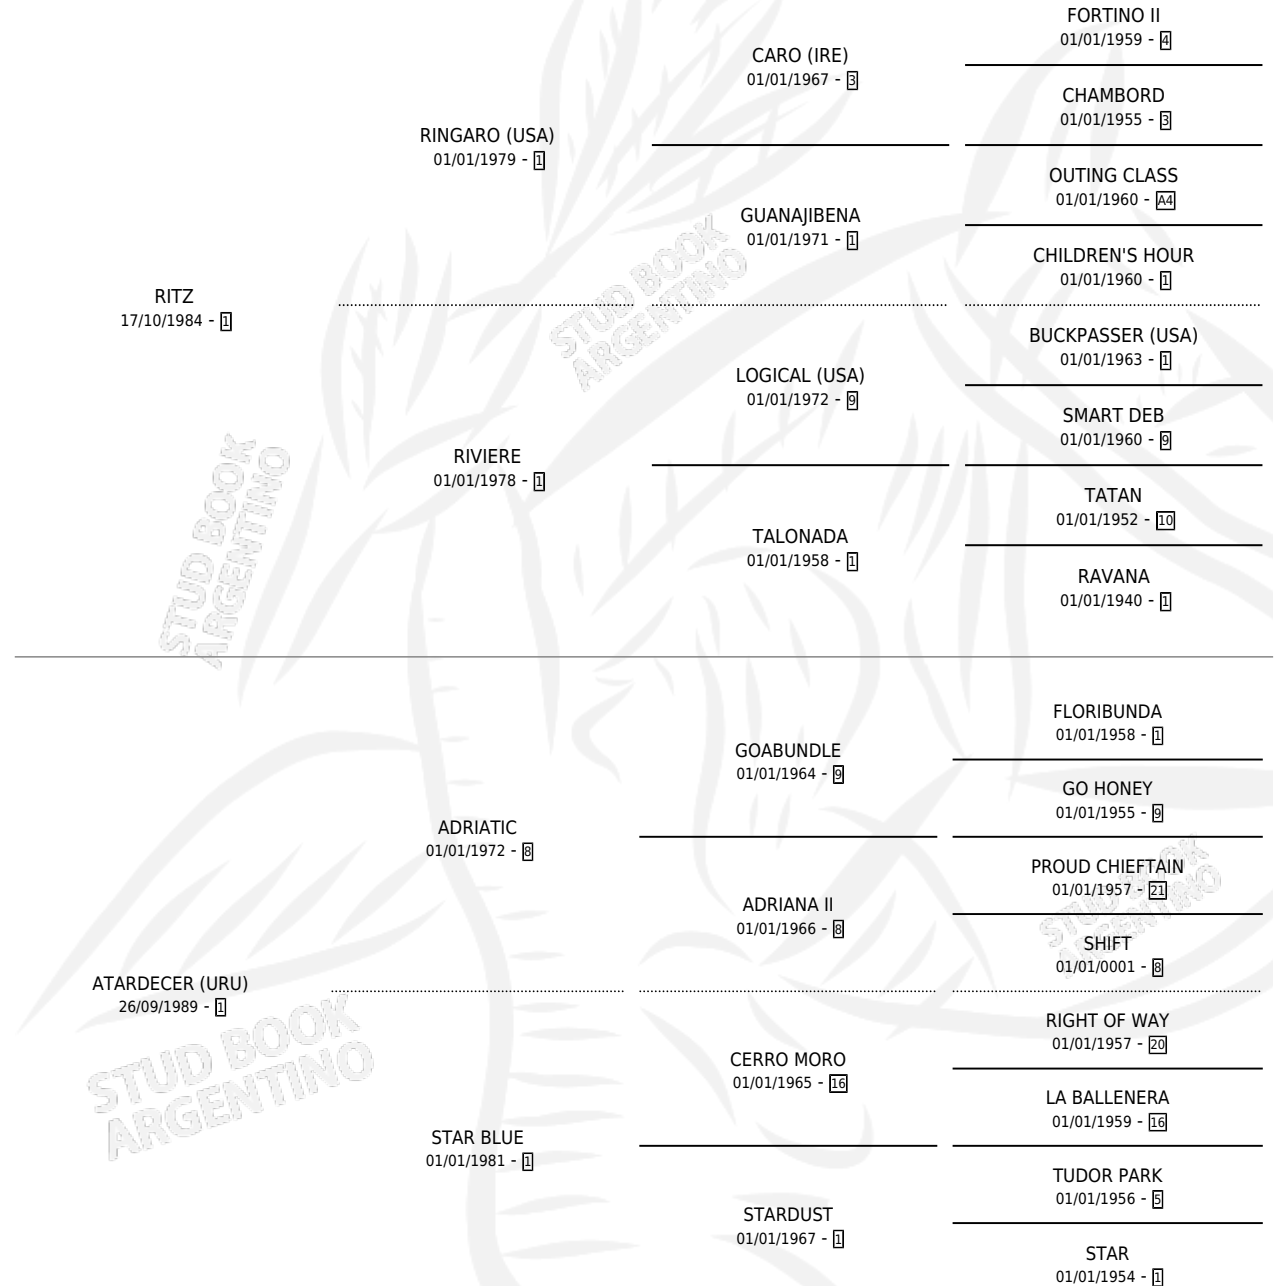 FORTINO II
01/01/1959 - 4
CARO (IRE)
01/01/1967 - 3
CHAMBORD
01/01/1955 - 3
RINGARO (USA)
01/01/1979 - 1
OUTING CLASS
01/01/1960 - A4
GUANAJIBENA
01/01/1971 - 1
CHILDREN'S HOUR
01/01/1960 - 1
RITZ
17/10/1984 - 1
BUCKPASSER (USA)
01/01/1963 - 1
LOGICAL (USA)
01/01/1972 - 9
SMART DEB
01/01/1960 - 9
RIVIERE
01/01/1978 - 1
TATAN
01/01/1952 - 10
TALONADA
01/01/1958 - 1
RAVANA
01/01/1940 - 1
STUD BOOK
ARGENTINO
STUD BOOK
ARGENTINO
FLORIBUNDA
01/01/1958 - 1
GOABUNDLE
01/01/1964 - 9
GO HONEY
01/01/1955 - 9
ADRIATIC
01/01/1972 - 8
PROUD CHIEFTAIN
01/01/1957 - 21
ADRIANA II
01/01/1966 - 8
SHIFT
01/01/0001 - 8
ATARDECER (URU)
26/09/1989 - 1
RIGHT OF WAY
01/01/1957 - 20
CERRO MORO
01/01/1965 - 16
LA BALLENERA
01/01/1959 - 16
STAR BLUE
01/01/1981 - 1
TUDOR PARK
01/01/1956 - 5
STARDUST
01/01/1967 - 1
STAR
01/01/1954 - 1
STUD BOOK
ARGENTINO
STUD BOOK
ARGENTINO